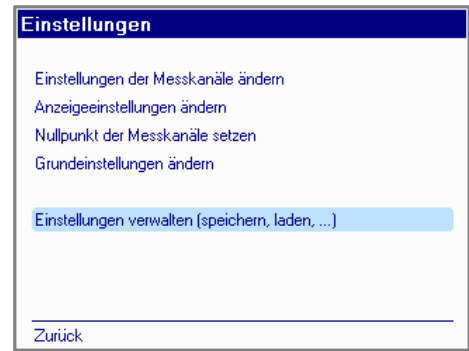 Einstellungen
Einstellungen der Messkanäle ändern
Anzeigeeinstellungen ändern
Nullpunkt der Messkanäle setzen
Grundeinstellungen ändern
Einstellungen verwalten (speichern, laden, ...)
Zurück